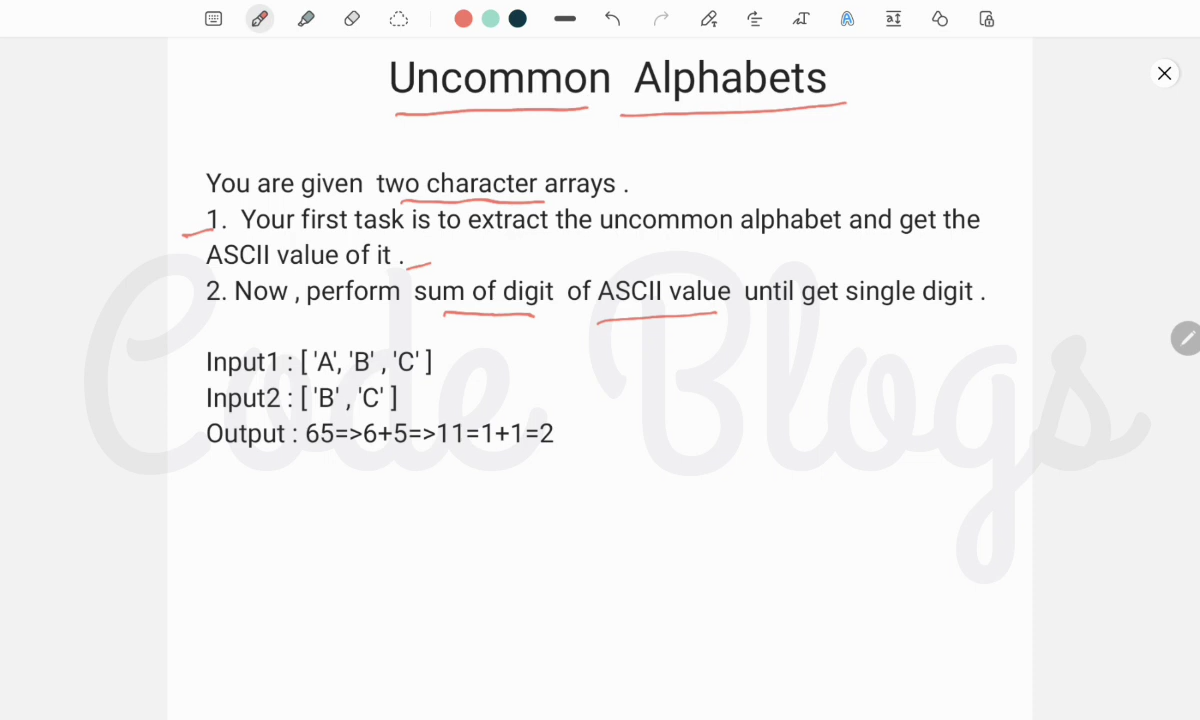 Uncommon Alphabets
You are given two character arrays .
1. Your first task is to extract the uncommon alphabet and get the
ASCII value of it .
2. Now , perform sum of digit of ASCII value until get single digit .
Input1 : [ 'A', 'B' , 'C' ]
Input2 : [ 'B' , 'C' ]
Output : 65=>6+5=>11=1+1=2
Code Blogs